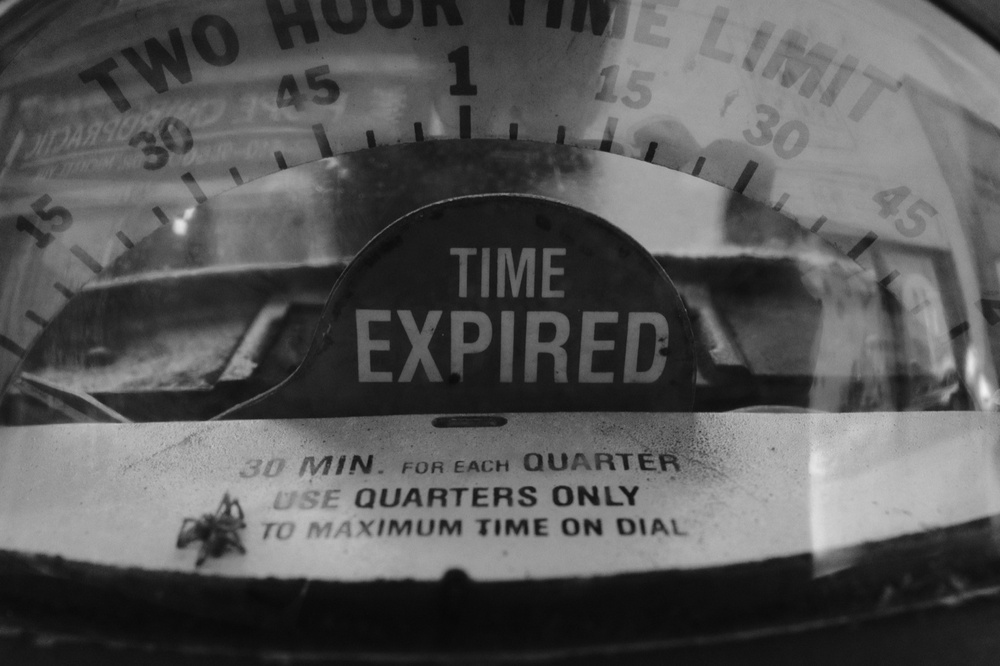 TWO HOUR TIME LIMIT
15 30 45 1 15 30 45
TIME
EXPIRED
30 MIN. FOR EACH QUARTER
USE QUARTERS ONLY
TO MAXIMUM TIME ON DIAL